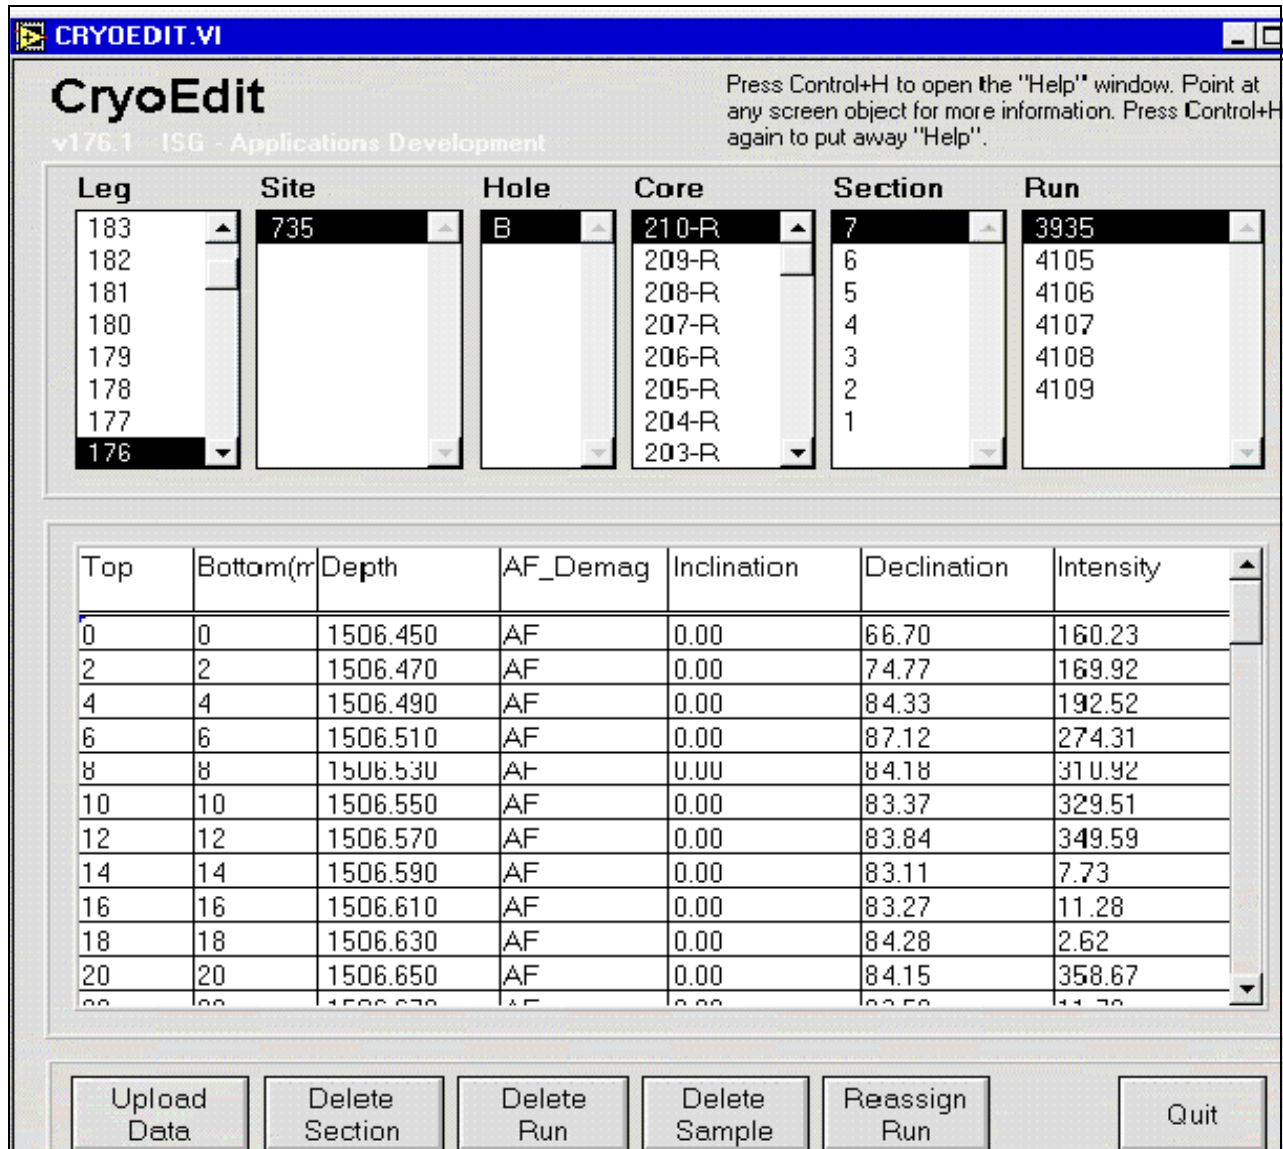 CRYOEDIT.VI
CryoEdit
v176.1 ISG - Applications Development
Press Control+H to open the "Help" window. Point at
any screen object for more information. Press Control+H
again to put away "Help".
Leg Site Hole Core Section Run
183 735 B 210-R 7 3935
182 209-R 6 4105
181 208-R 5 4106
180 207-R 4 4107
179 206-R 3 4108
178 205-R 2 4109
177 204-R 1
176 203-R
Top Bottom(m Depth AF_Demag Inclination Declination Intensity
0 0 1506.450 AF 0.00 66.70 160.23
2 2 1506.470 AF 0.00 74.77 169.92
4 4 1506.490 AF 0.00 84.33 192.52
6 6 1506.510 AF 0.00 87.12 274.31
8 8 1506.530 AF 0.00 84.18 310.92
10 10 1506.550 AF 0.00 83.37 329.51
12 12 1506.570 AF 0.00 83.84 349.59
14 14 1506.590 AF 0.00 83.11 7.73
16 16 1506.610 AF 0.00 83.27 11.28
18 18 1506.630 AF 0.00 84.28 2.62
20 20 1506.650 AF 0.00 84.15 358.67
Upload Data
Delete Section
Delete Run
Delete Sample
Reassign Run
Quit